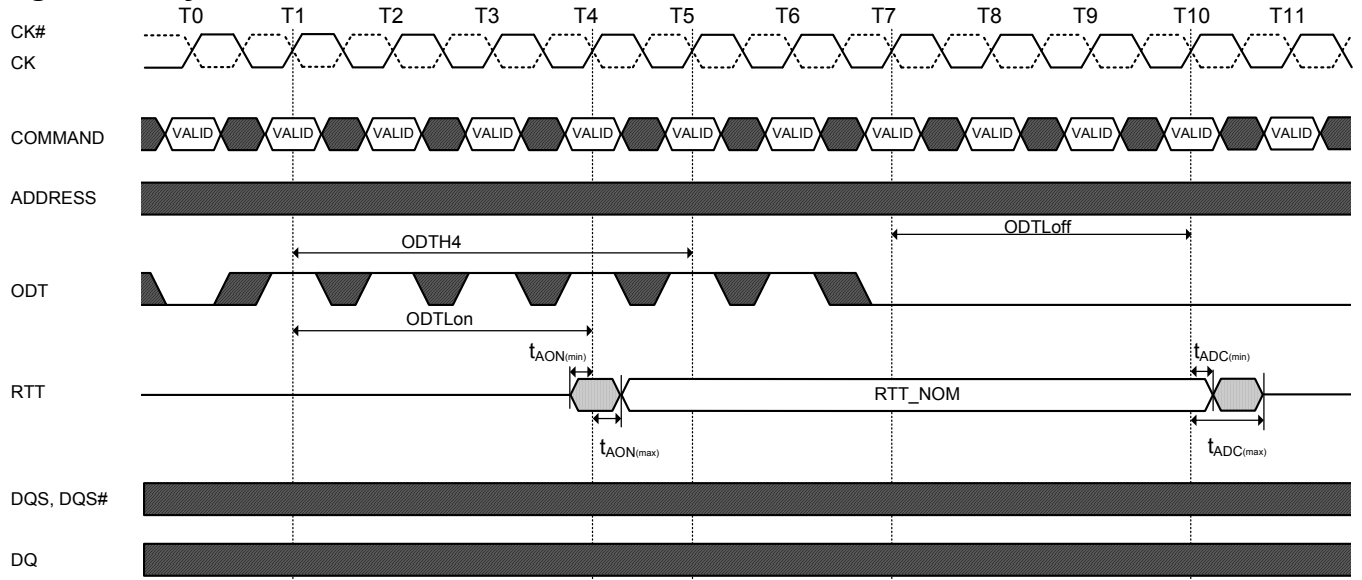 T0 T1 T2 T3 T4 T5 T6 T7 T8 T9 T10 T11
CK#
CK
COMMAND VALID VALID VALID VALID VALID VALID VALID VALID VALID VALID VALID VALID
ADDRESS
ODTLoff
ODTH4
ODT
ODTLon
tAON(min) tADC(min)
RTT RTT_NOM
tAON(max) tADC(max)
DQS, DQS#
DQ